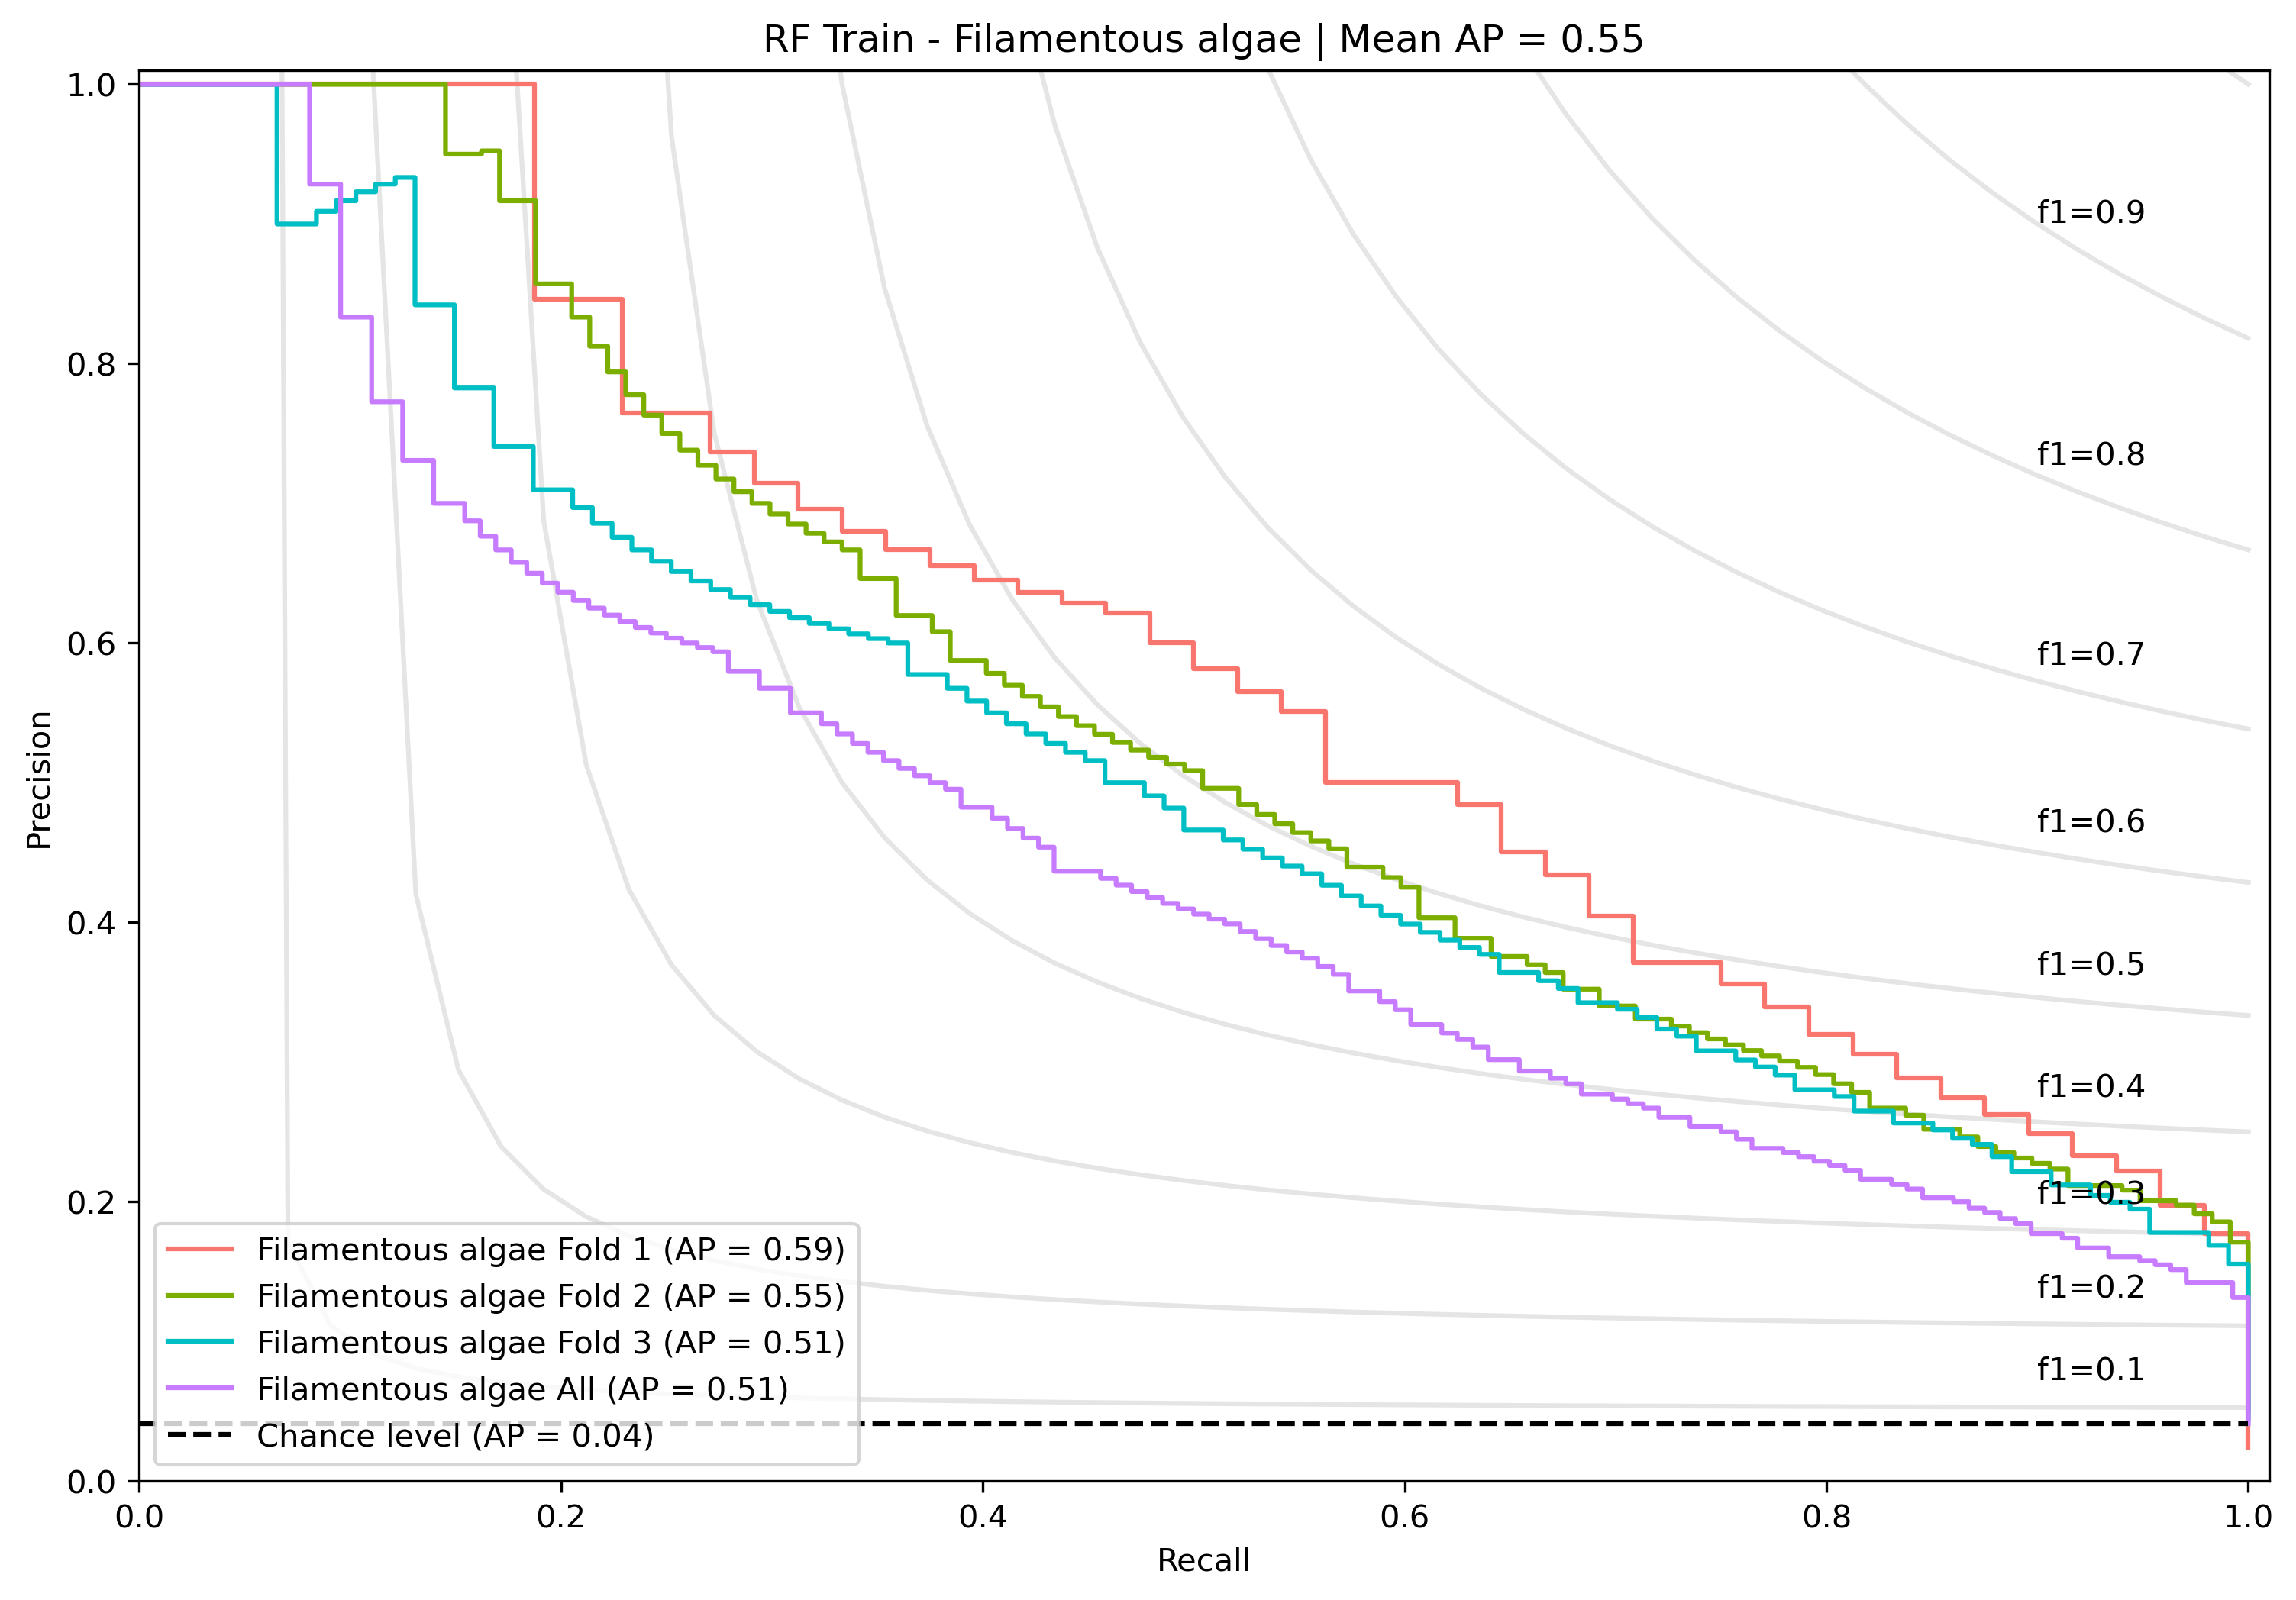 RF Train - Filamentous algae | Mean AP = 0.55
1.0
0.8
0.6
0.4
0.2
0.0
Precision
f1=0.9
f1=0.8
f1=0.7
f1=0.6
f1=0.5
f1=0.4
f1=0.3
f1=0.2
f1=0.1
Filamentous algae Fold 1 (AP = 0.59)
Filamentous algae Fold 2 (AP = 0.55)
Filamentous algae Fold 3 (AP = 0.51)
Filamentous algae All (AP = 0.51)
Chance level (AP = 0.04)
0.0 0.2 0.4 0.6 0.8 1.0
Recall